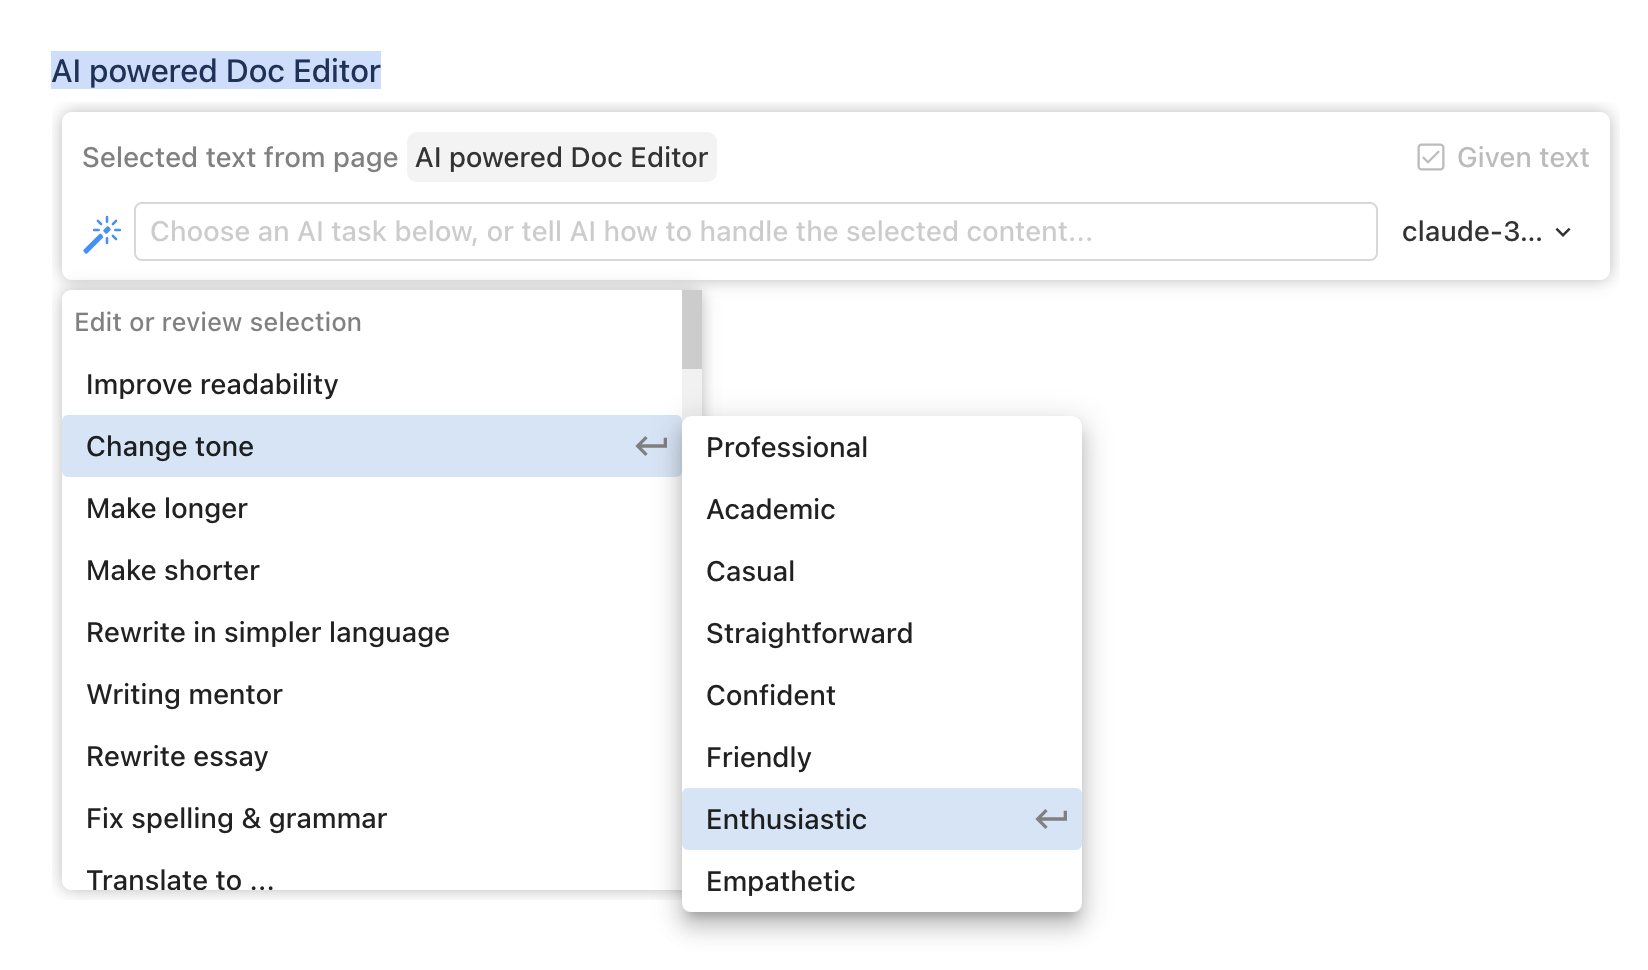 AI powered Doc Editor
Selected text from page AI powered Doc Editor Given text
Choose an AI task below, or tell AI how to handle the selected content... claude-3...
Edit or review selection
Improve readability
Change tone
Make longer
Make shorter
Rewrite in simpler language
Writing mentor
Rewrite essay
Fix spelling & grammar
Translate to ...
Professional
Academic
Casual
Straightforward
Confident
Friendly
Enthusiastic
Empathetic